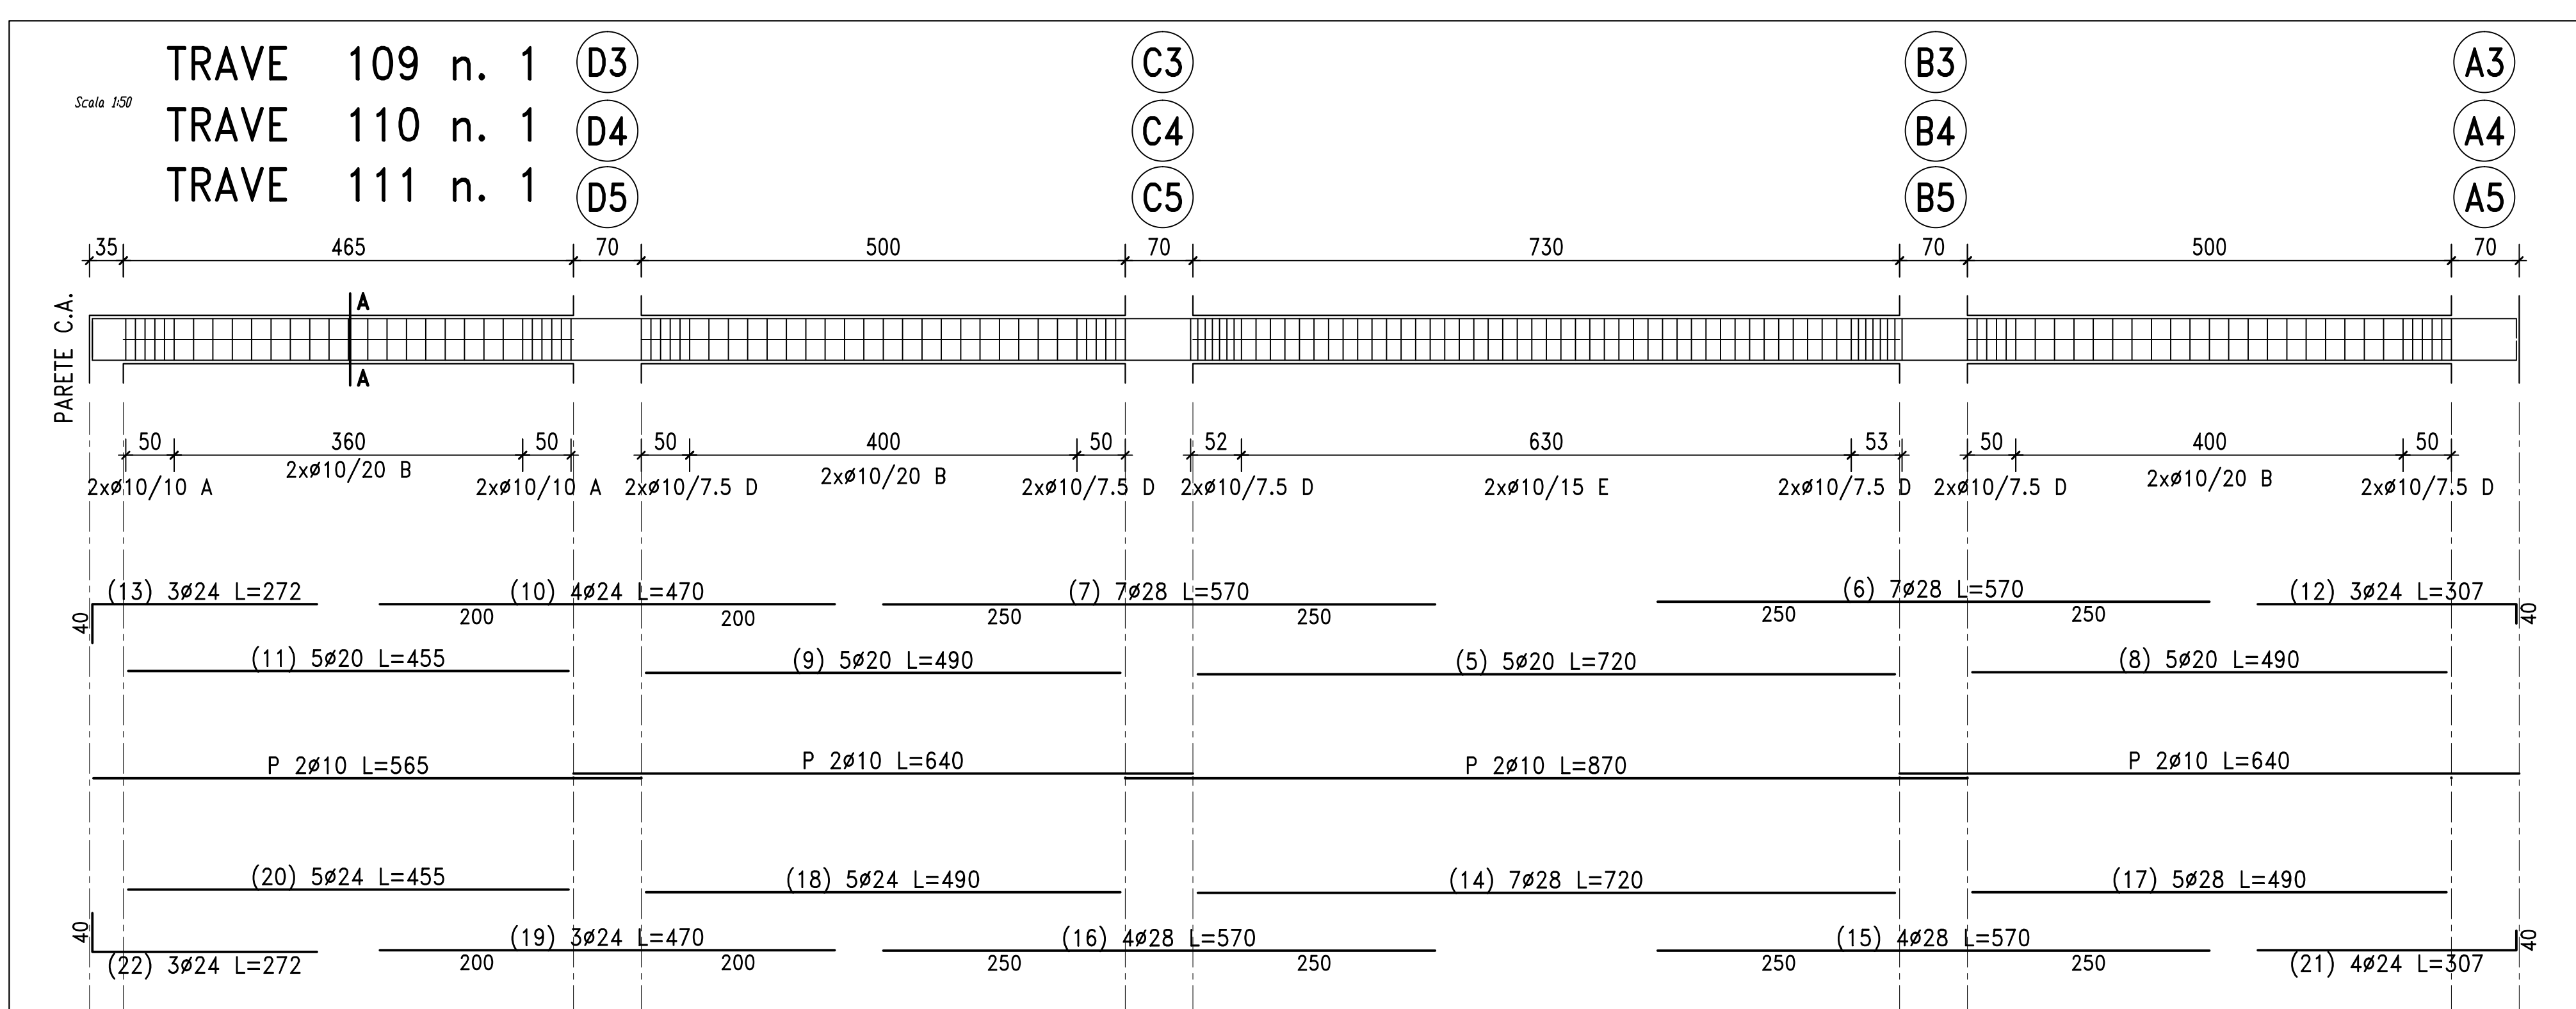 TRAVE 109 n. 1 D3 C3 B3 A3
Scala 1:50
TRAVE 110 n. 1 D4 C4 B4 A4
TRAVE 111 n. 1 D5 C5 B5 A5
35 465 70 500 70 730 70 500 70
PARETE C.A.
A
A
50 360 50 50 400 50 52 630 53 50 400 50
2xø10/10 A 2xø10/20 B 2xø10/10 A 2xø10/7.5 D 2xø10/20 B 2xø10/7.5 D 2xø10/7.5 D 2xø10/15 E 2xø10/7.5 D 2xø10/7.5 D 2xø10/20 B 2xø10/7.5 D
(13) 3ø24 L=272 (10) 4ø24 L=470 (7) 7ø28 L=570 (6) 7ø28 L=570 (12) 3ø24 L=307
40 200 200 250 250 250 250 40
(11) 5ø20 L=455 (9) 5ø20 L=490 (5) 5ø20 L=720 (8) 5ø20 L=490
P 2ø10 L=565 P 2ø10 L=640 P 2ø10 L=870 P 2ø10 L=640
(20) 5ø24 L=455 (18) 5ø24 L=490 (14) 7ø28 L=720 (17) 5ø28 L=490
40 (19) 3ø24 L=470 (16) 4ø28 L=570 (15) 4ø28 L=570 40
(22) 3ø24 L=272 200 200 250 250 250 250 (21) 4ø24 L=307